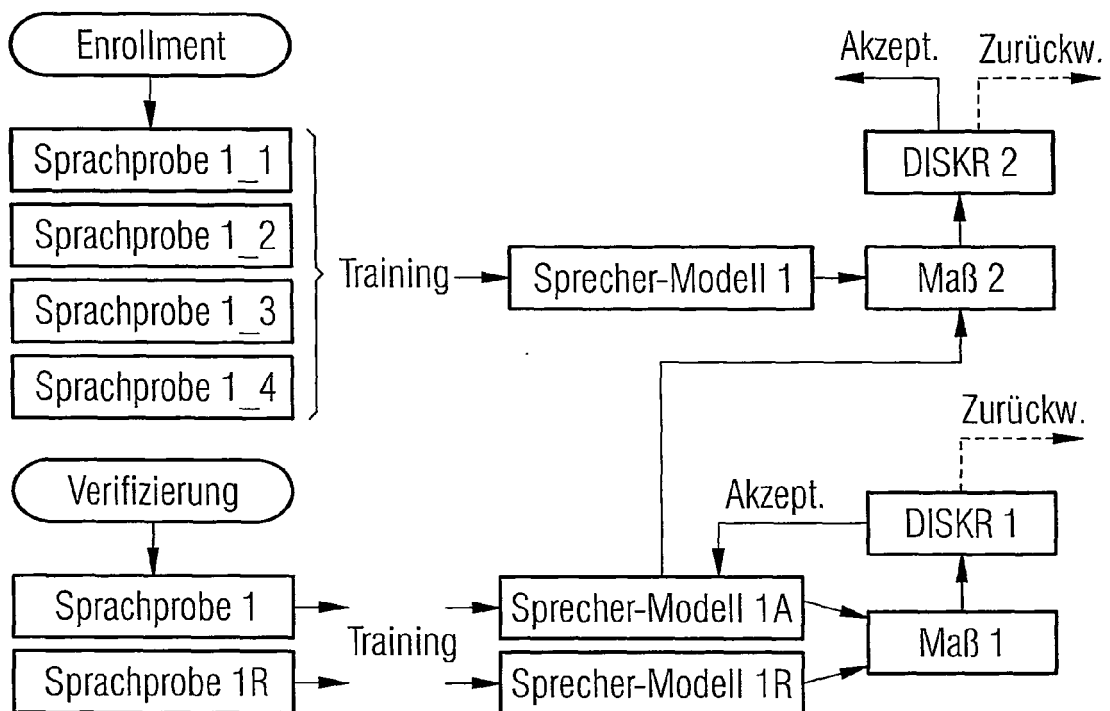 Enrollment
Sprachprobe 1_1
Sprachprobe 1_2
Sprachprobe 1_3
Sprachprobe 1_4
Training
Sprecher-Modell 1
Maß 2
DISKR 2
Akzept.
Zurückw.
Verifizierung
Sprachprobe 1
Sprachprobe 1R
Training
Sprecher-Modell 1A
Sprecher-Modell 1R
Maß 1
DISKR 1
Akzept.
Zurückw.